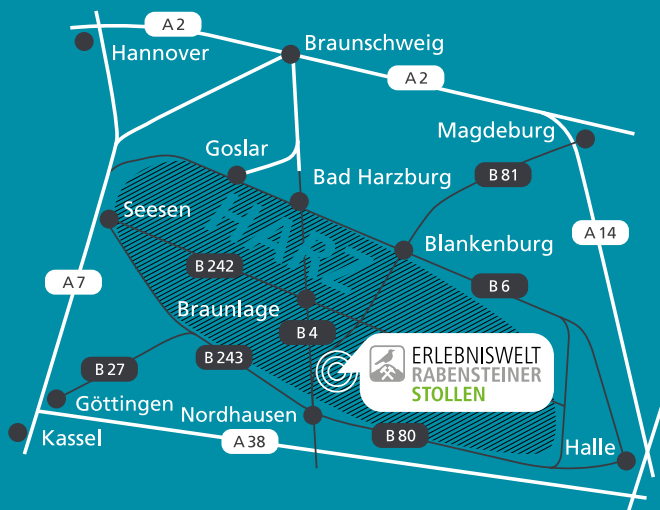 A 2
Hannover
Braunschweig
A 2
Magdeburg
Goslar
B 81
Bad Harzburg
Seesen
HARZ
A 14
Blankenburg
B 242
A 7
B 6
Braunlage
B 4
B 243
ERLEBNISWELT
RABENSTEINER
STOLLEN
B 27
Göttingen
Nordhausen
Kassel
A 38
B 80
Halle